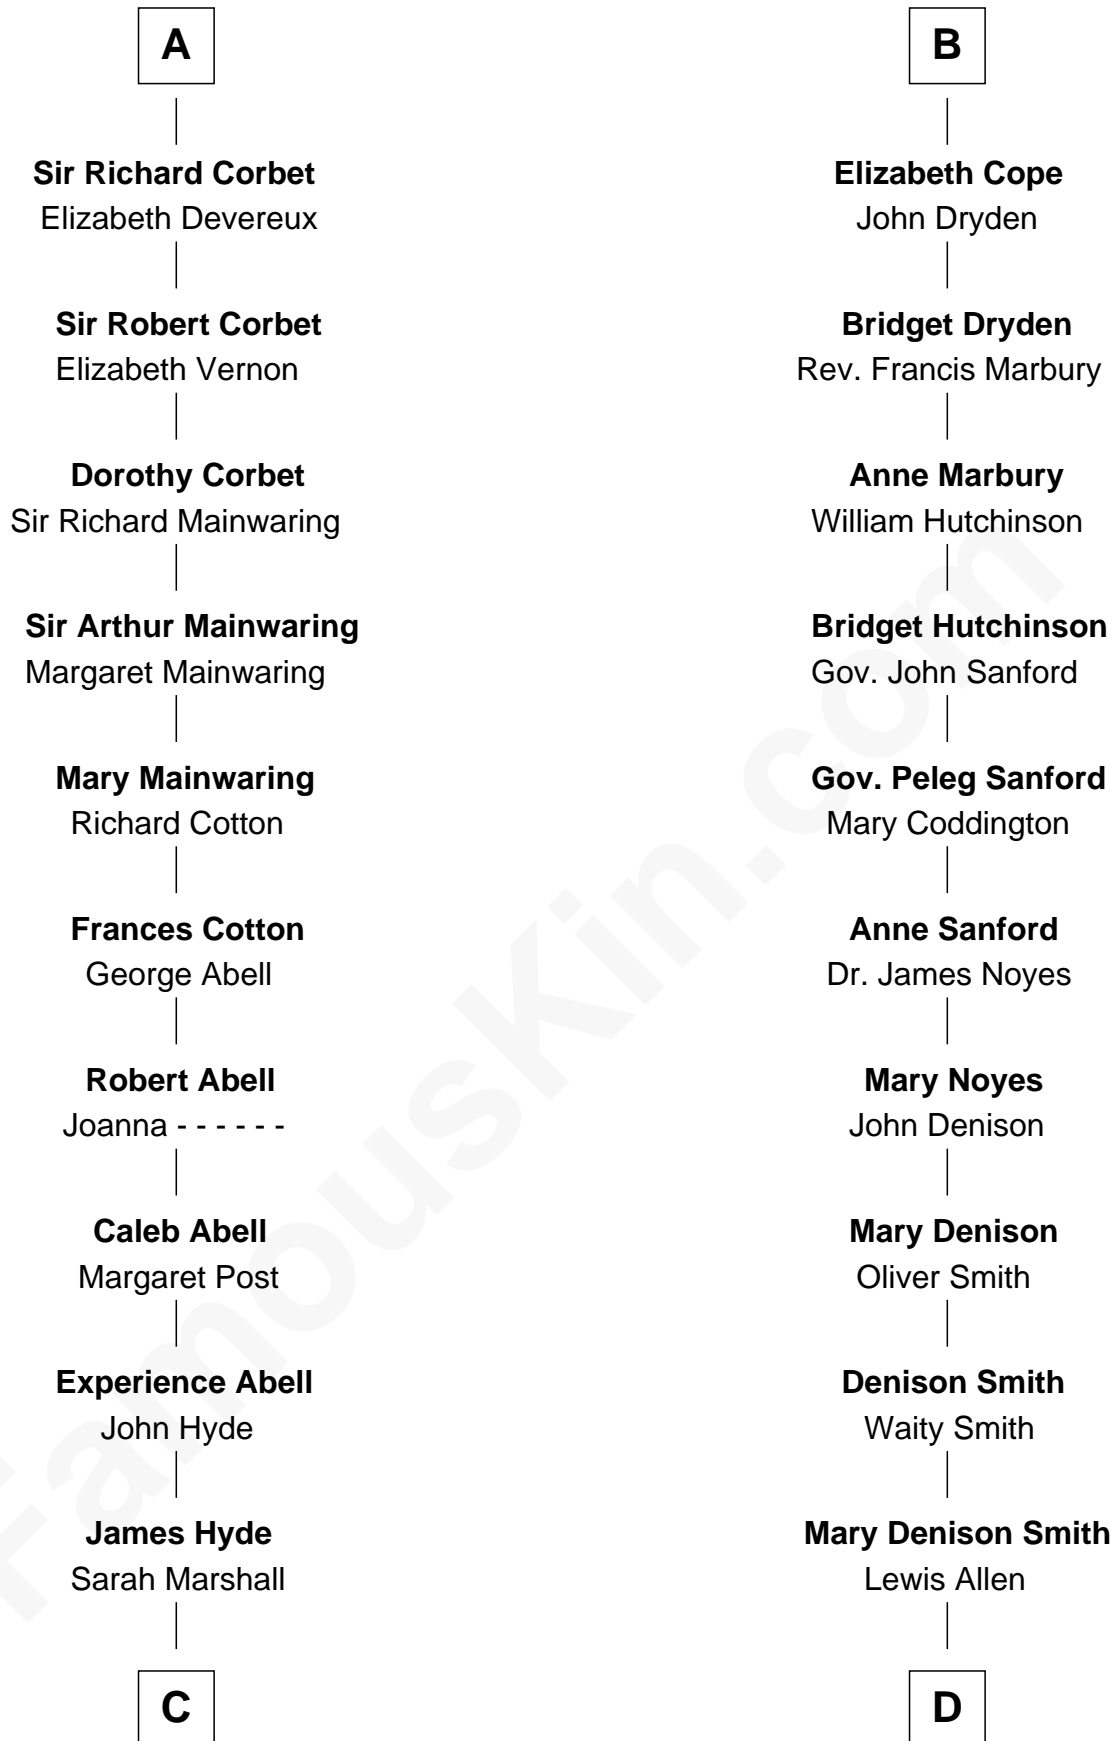 A
Sir Richard Corbet
Elizabeth Devereux
Sir Robert Corbet
Elizabeth Vernon
Dorothy Corbet
Sir Richard Mainwaring
Sir Arthur Mainwaring
Margaret Mainwaring
Mary Mainwaring
Richard Cotton
Frances Cotton
George Abell
Robert Abell
Joanna - - - - - -
Caleb Abell
Margaret Post
Experience Abell
John Hyde
James Hyde
Sarah Marshall
C
B
Elizabeth Cope
John Dryden
Bridget Dryden
Rev. Francis Marbury
Anne Marbury
William Hutchinson
Bridget Hutchinson
Gov. John Sanford
Gov. Peleg Sanford
Mary Coddington
Anne Sanford
Dr. James Noyes
Mary Noyes
John Denison
Mary Denison
Oliver Smith
Denison Smith
Waity Smith
Mary Denison Smith
Lewis Allen
D
FamousKin.com